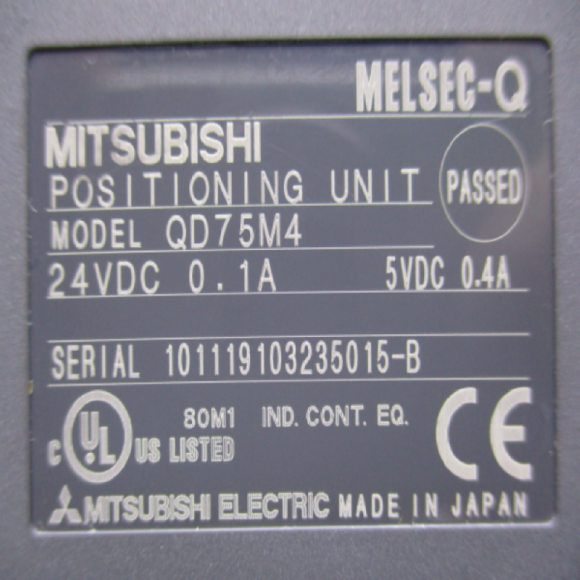 MELSEC-Q
MITSUBISHI
POSITIONING UNIT
PASSED
MODEL QD75M4
24VDC 0.1A 5VDC 0.4A
SERIAL 101119103235015-B
80M1 IND. CONT. EQ.
C UL US LISTED
CE
MITSUBISHI ELECTRIC MADE IN JAPAN